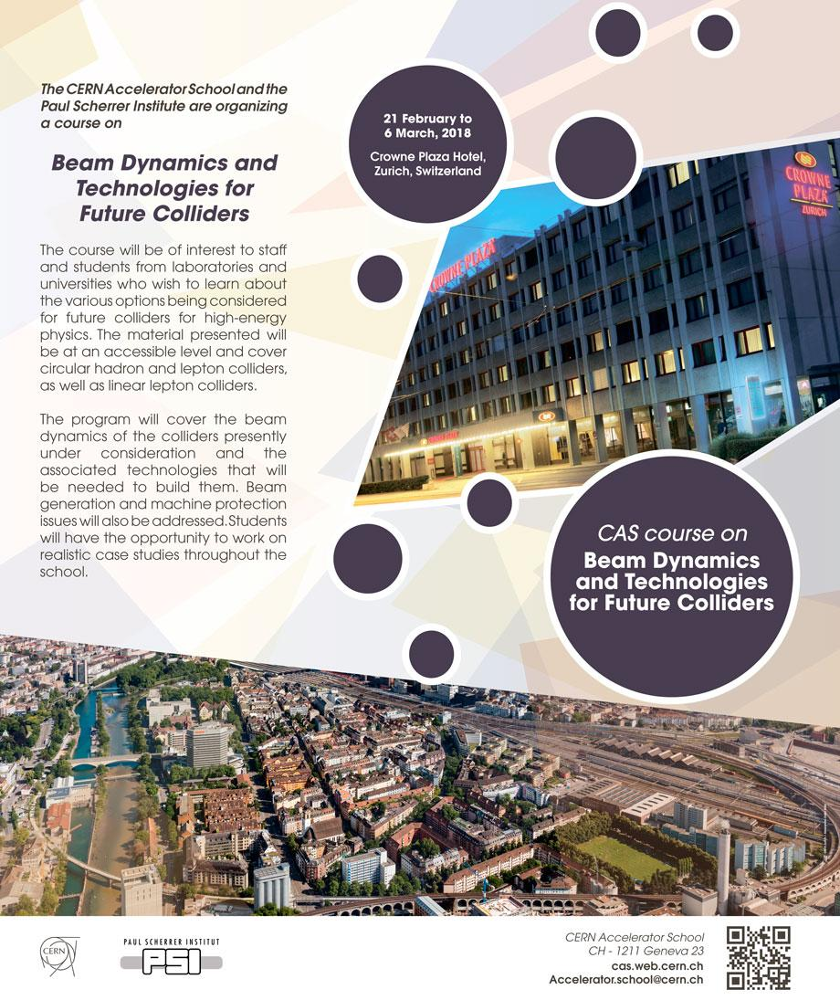 The CERN Accelerator School and the
Paul Scherrer Institute are organizing
a course on
Beam Dynamics and
Technologies for
Future Colliders
The course will be of interest to staff
and students from laboratories and
universities who wish to learn about
the various options being considered
for future colliders for high-energy
physics. The material presented will
be at an accessible level and cover
circular hadron and lepton colliders,
as well as linear lepton colliders.
The program will cover the beam
dynamics of the colliders presently
under consideration and the
associated technologies that will
be needed to build them. Beam
generation and machine protection
issues will also be addressed. Students
will have the opportunity to work on
realistic case studies throughout the
school.
21 February to
6 March, 2018
Crowne Plaza Hotel,
Zurich, Switzerland
CROWNE PLAZA
CROWNE
PLAZA
ZURICH
CAS course on
Beam Dynamics
and Technologies
for Future Colliders
CERN
PAUL SCHERRER INSTITUT
PSI
CERN Accelerator School
CH - 1211 Geneva 23
cas.web.cern.ch
Accelerator.school@cern.ch